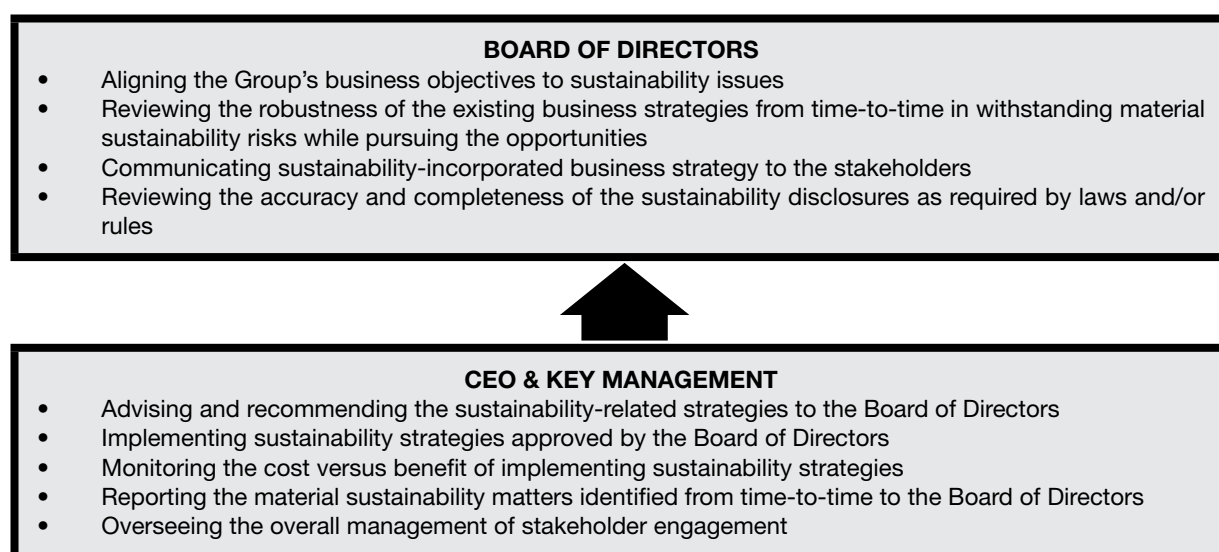 BOARD OF DIRECTORS
• Aligning the Group’s business objectives to sustainability issues
• Reviewing the robustness of the existing business strategies from time-to-time in withstanding material
sustainability risks while pursuing the opportunities
• Communicating sustainability-incorporated business strategy to the stakeholders
• Reviewing the accuracy and completeness of the sustainability disclosures as required by laws and/or
rules
CEO & KEY MANAGEMENT
• Advising and recommending the sustainability-related strategies to the Board of Directors
• Implementing sustainability strategies approved by the Board of Directors
• Monitoring the cost versus benefit of implementing sustainability strategies
• Reporting the material sustainability matters identified from time-to-time to the Board of Directors
• Overseeing the overall management of stakeholder engagement